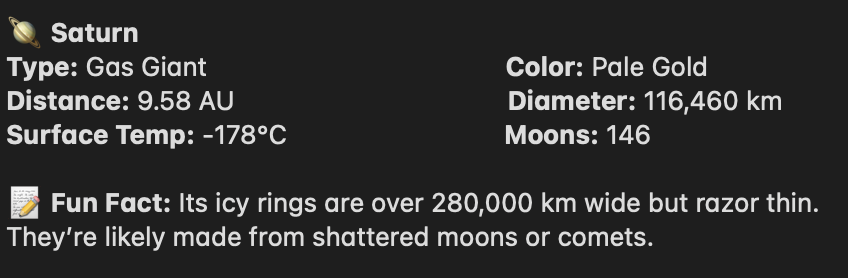 🪐 Saturn
Type: Gas Giant Color: Pale Gold
Distance: 9.58 AU Diameter: 116,460 km
Surface Temp: -178°C Moons: 146
📝 Fun Fact: Its icy rings are over 280,000 km wide but razor thin.
They’re likely made from shattered moons or comets.